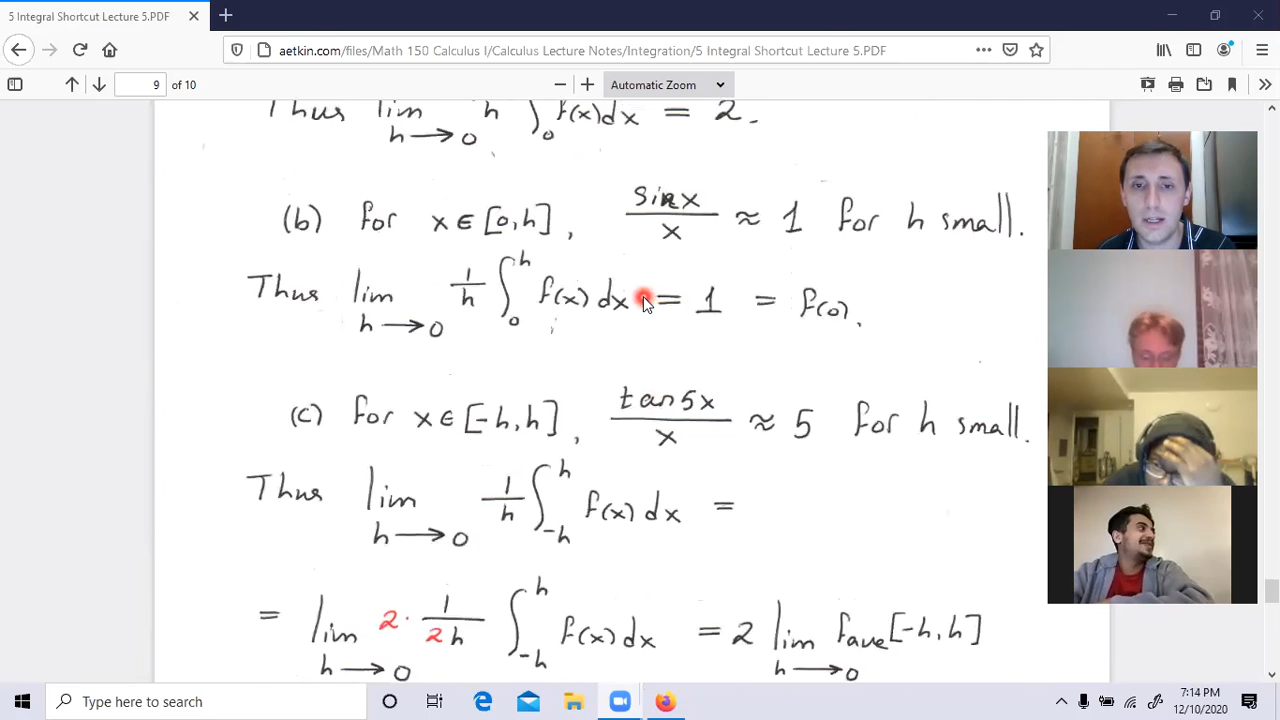 5 Integral Shortcut Lecture 5.PDF
aetkin.com/files/Math 150 Calculus I/Calculus Lecture Notes/Integration/5 Integral Shortcut Lecture 5.PDF
9 of 10
Automatic Zoom
Thus lim h→0 h ∫₀ f(x)dx = 2.
(b) for x ∈ [0,h], sin x / x ≈ 1 for h small.
Thus lim h→0 1/h ∫₀ʰ f(x) dx = 1 = f(0).
(c) for x ∈ [-h,h], tan 5x / x ≈ 5 for h small.
Thus lim h→0 1/h ∫₋ₕʰ f(x) dx =
= lim h→0 2· 1/2h ∫₋ₕʰ f(x) dx = 2 lim h→0 fave[-h,h]
Type here to search
7:14 PM
12/10/2020